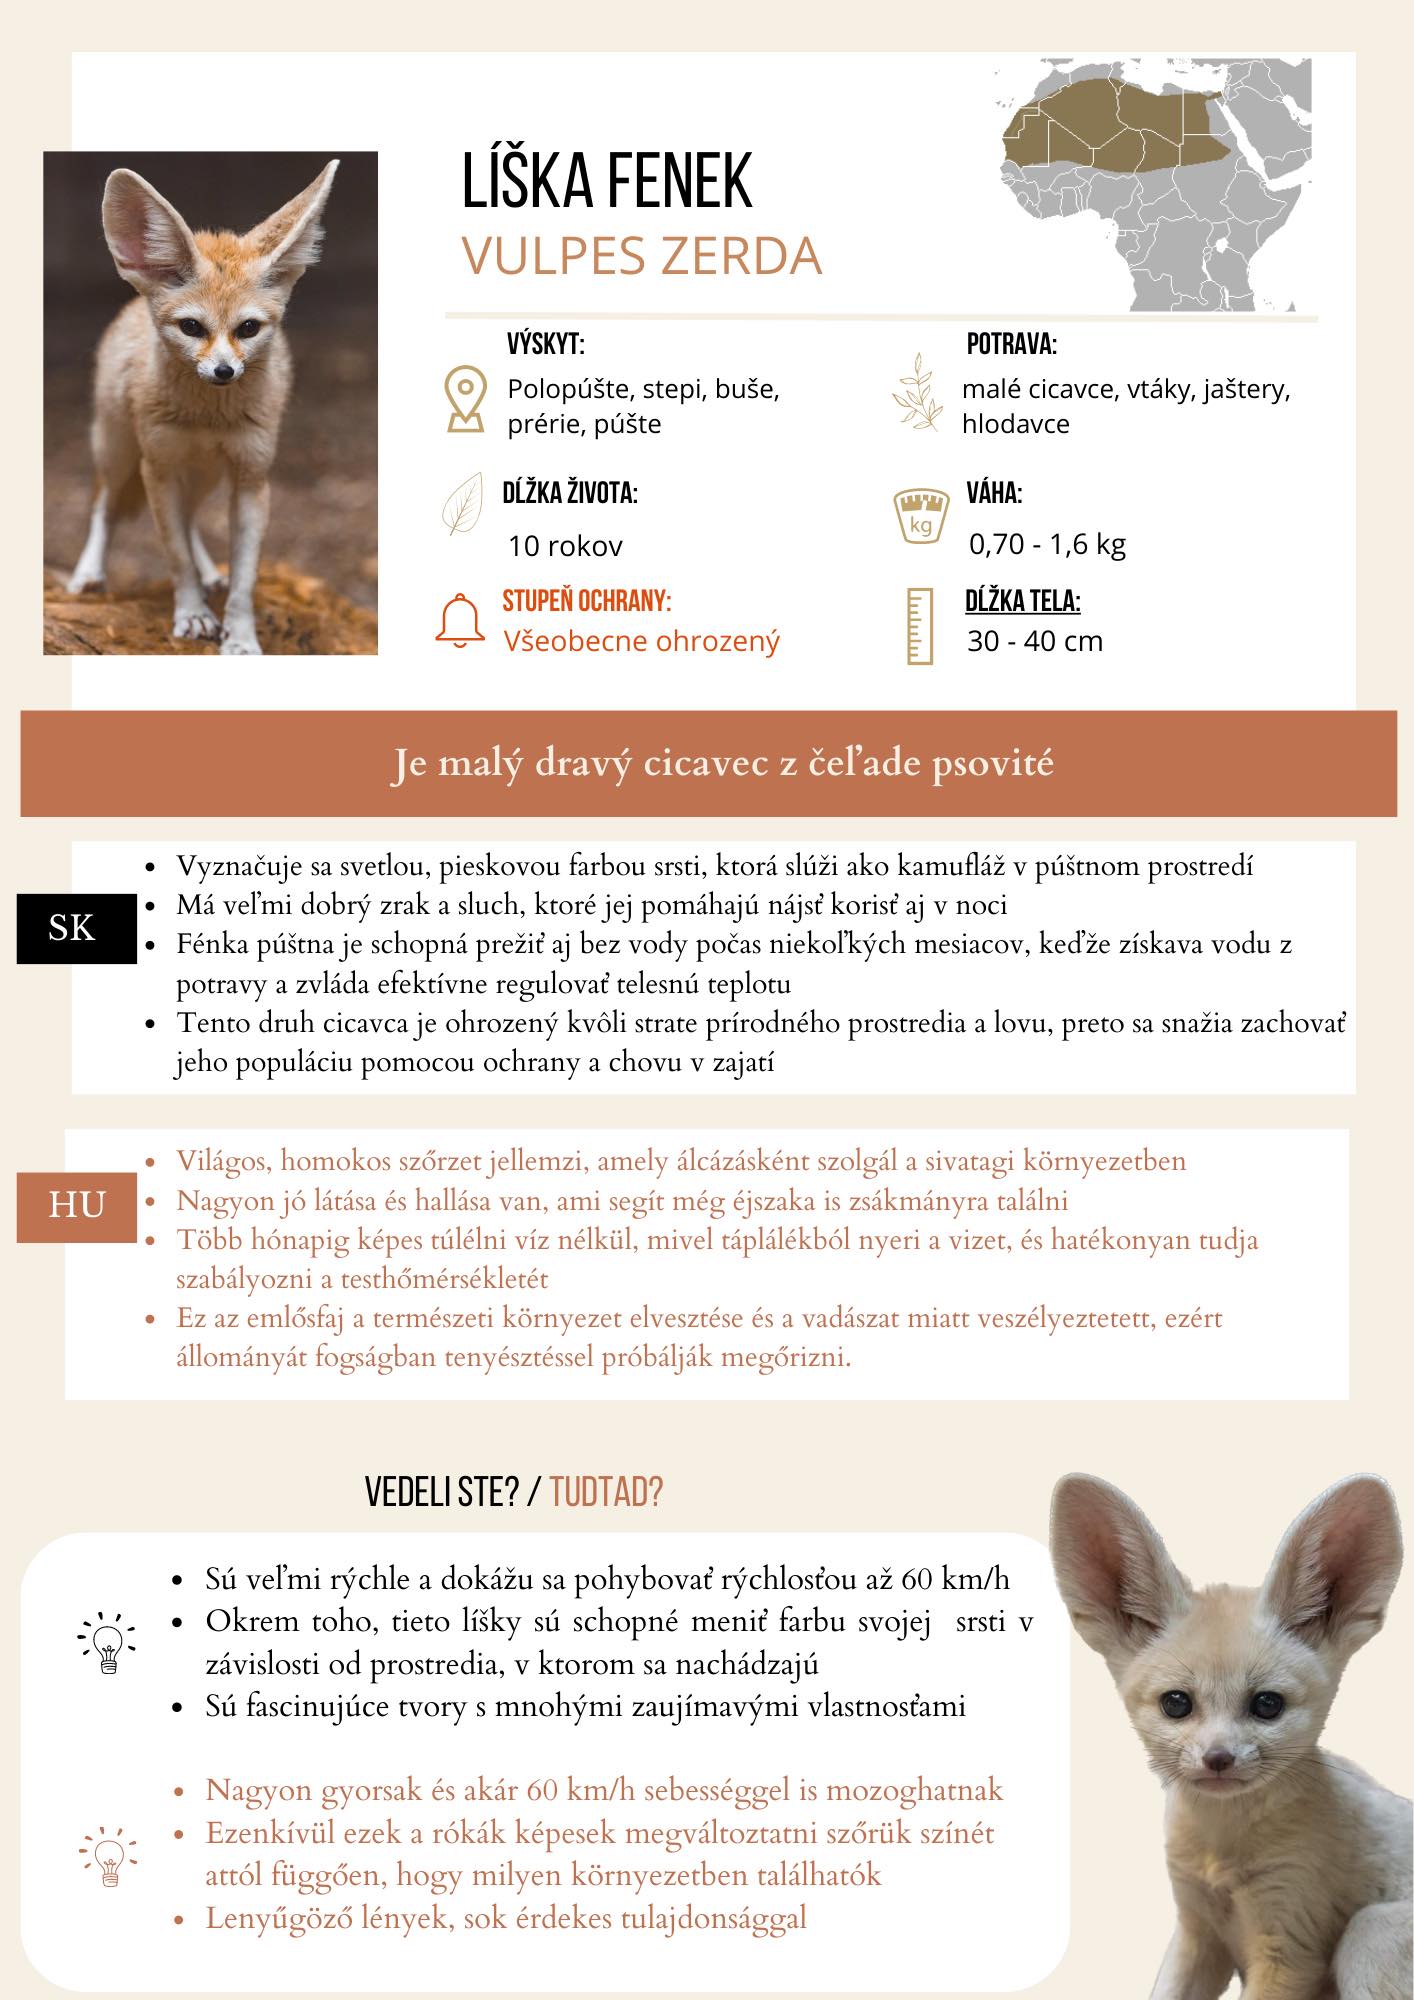 LÍŠKA FENEK
VULPES ZERDA
VÝSKYT:
Polopúšte, stepi, buše,
prérie, púšte
POTRAVA:
malé cicavce, vtáky, jaštery,
hlodavce
DĹŽKA ŽIVOTA:
10 rokov
VÁHA:
kg
0,70 - 1,6 kg
STUPEŇ OCHRANY:
Všeobecne ohrozený
DĹŽKA TELA:
30 - 40 cm
Je malý dravý cicavec z čeľade psovité
SK
• Vyznačuje sa svetlou, pieskovou farbou srsti, ktorá slúži ako kamufláž v púštnom prostredí
• Má veľmi dobrý zrak a sluch, ktoré jej pomáhajú nájsť korisť aj v noci
• Fénka púštna je schopná prežiť aj bez vody počas niekoľkých mesiacov, keďže získava vodu z
potravy a zvláda efektívne regulovať telesnú teplotu
• Tento druh cicavca je ohrozený kvôli strate prírodného prostredia a lovu, preto sa snažia zachovať
jeho populáciu pomocou ochrany a chovu v zajatí
HU
• Világos, homokos szőrzet jellemzi, amely álcázásként szolgál a sivatagi környezetben
• Nagyon jó látása és hallása van, ami segít még éjszaka is zsákmányra találni
• Több hónapig képes túlélni víz nélkül, mivel táplálékból nyeri a vizet, és hatékonyan tudja
szabályozni a testhőmérsékletét
• Ez az emlősfaj a természeti környezet elvesztése és a vadászat miatt veszélyeztetett, ezért
állományát fogságban tenyésztéssel próbálják megőrizni.
VEDELI STE? / TUDTAD?
• Sú veľmi rýchle a dokážu sa pohybovať rýchlosťou až 60 km/h
• Okrem toho, tieto líšky sú schopné meniť farbu svojej srsti v
závislosti od prostredia, v ktorom sa nachádzajú
• Sú fascinujúce tvory s mnohými zaujímavými vlastnosťami
• Nagyon gyorsak és akár 60 km/h sebességgel is mozoghatnak
• Ezenkívül ezek a rókák képesek megváltoztatni szőrük színét
attól függően, hogy milyen környezetben találhatók
• Lenyűgöző lények, sok érdekes tulajdonsággal